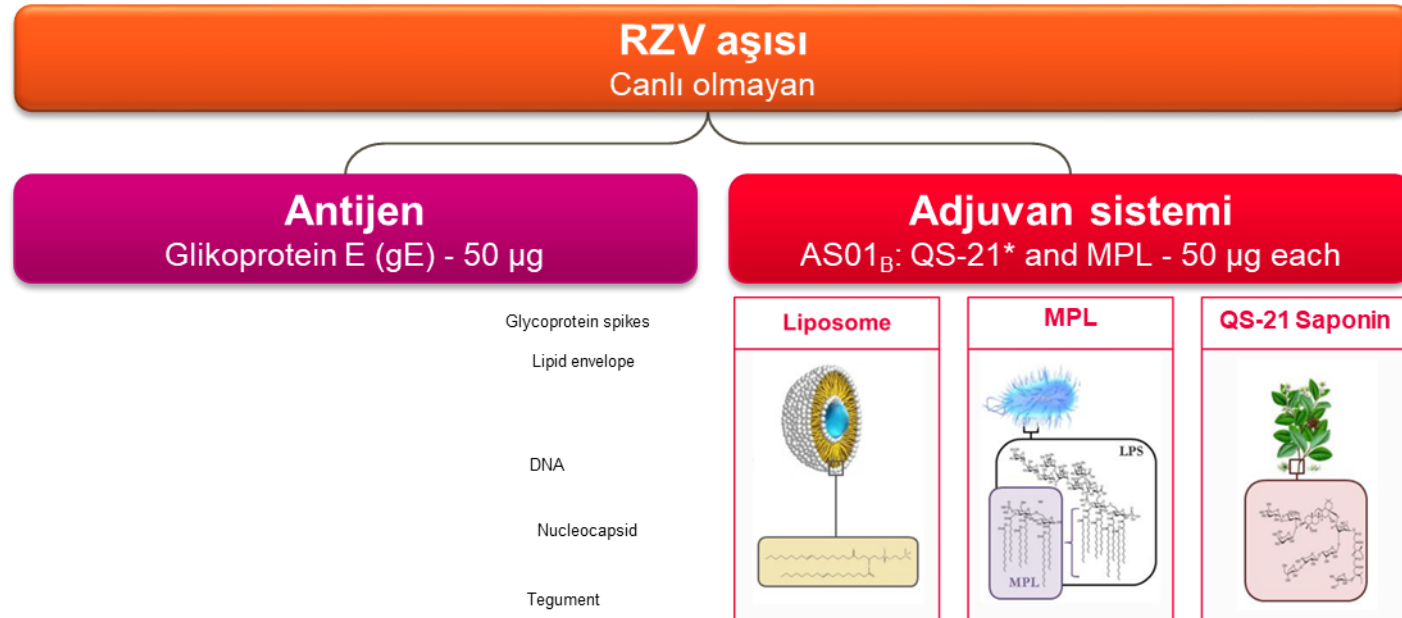 RZV aşısı
Canlı olmayan
Antijen
Glikoprotein E (gE) - 50 µg
Adjuvan sistemi
AS01B: QS-21* and MPL - 50 µg each
Glycoprotein spikes
Lipid envelope
DNA
Nucleocapsid
Tegument
Liposome
MPL
LPS
MPL
QS-21 Saponin